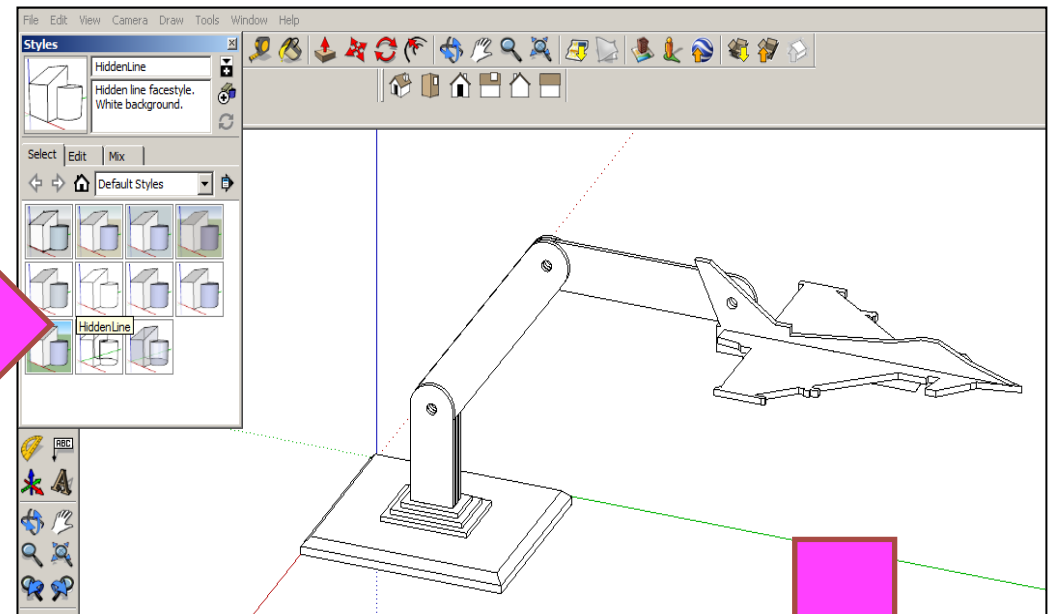 File Edit View Camera Draw Tools Window Help
Styles
HiddenLine
Hidden line facestyle.
White background.
Select Edit Mix
Default Styles
HiddenLine
ABC